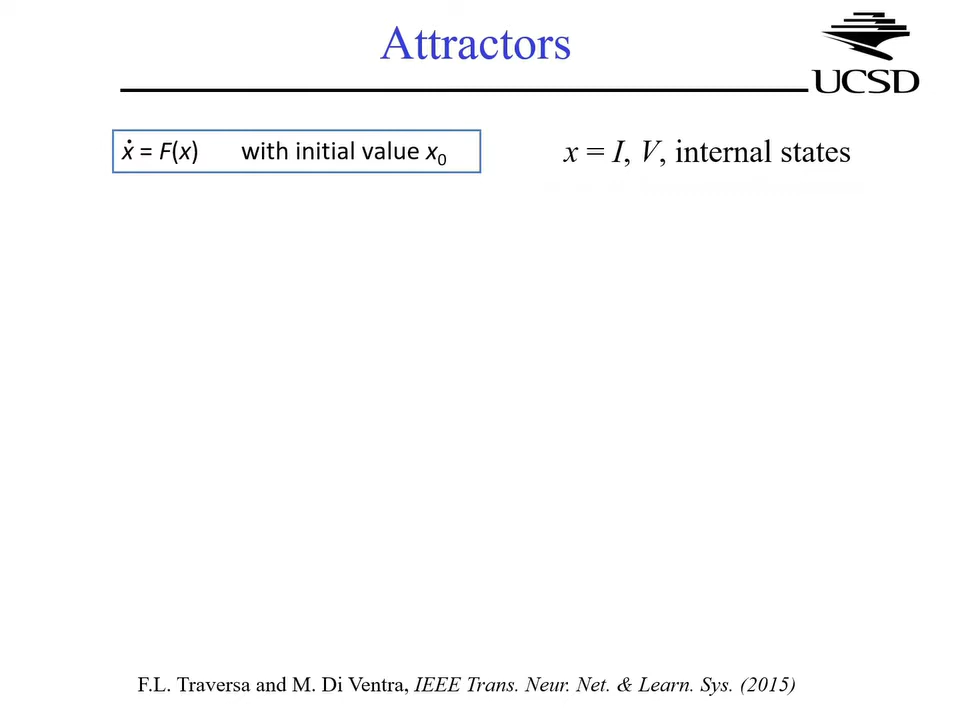 Attractors
UCSD
ẋ = F(x) with initial value x₀
x = I, V, internal states
F.L. Traversa and M. Di Ventra, IEEE Trans. Neur. Net. & Learn. Sys. (2015)